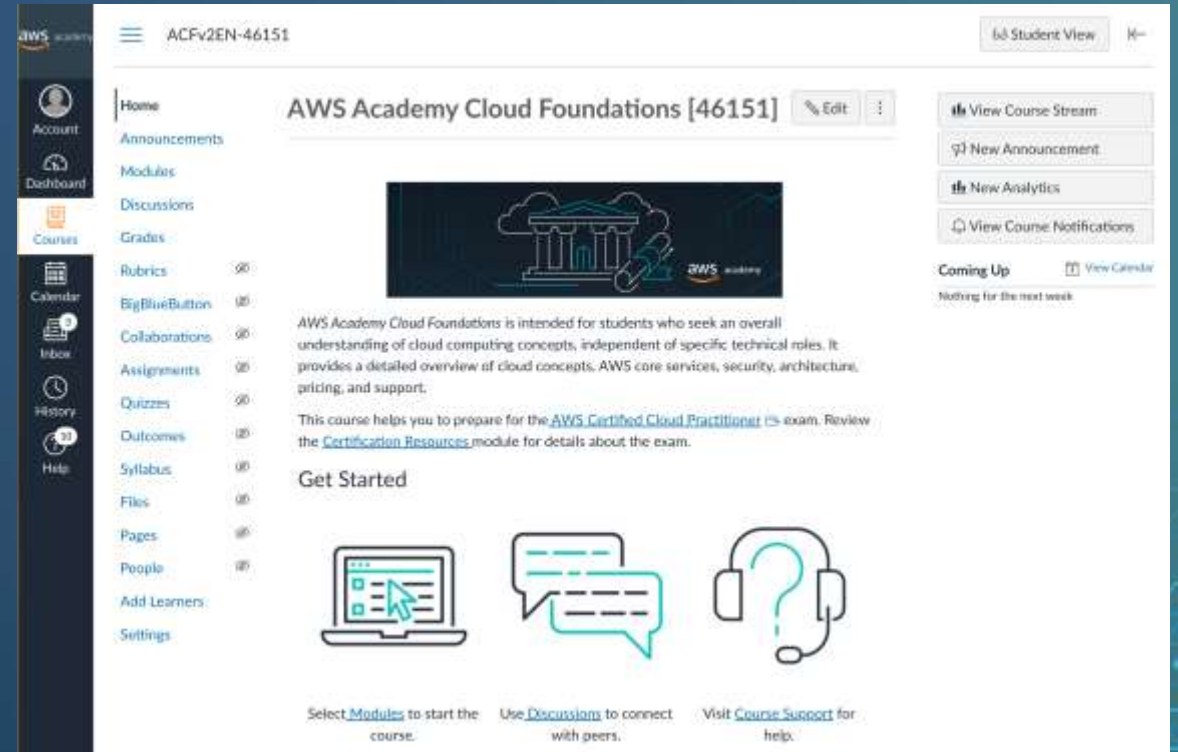 aws academy
ACFv2EN-46151
Student View
Account
Dashboard
Courses
Calendar
3
Inbox
History
10
Help
Home
Announcements
Modules
Discussions
Grades
Rubrics
BigBlueButton
Collaborations
Assignments
Quizzes
Outcomes
Syllabus
Files
Pages
People
Add Learners
Settings
AWS Academy Cloud Foundations [46151]
Edit
aws academy
AWS Academy Cloud Foundations is intended for students who seek an overall
understanding of cloud computing concepts, independent of specific technical roles. It
provides a detailed overview of cloud concepts, AWS core services, security, architecture,
pricing, and support.
This course helps you to prepare for the AWS Certified Cloud Practitioner exam. Review
the Certification Resources module for details about the exam.
Get Started
Select Modules to start the
course.
Use Discussions to connect
with peers.
Visit Course Support for
help.
View Course Stream
New Announcement
New Analytics
View Course Notifications
Coming Up
View Calendar
Nothing for the next week